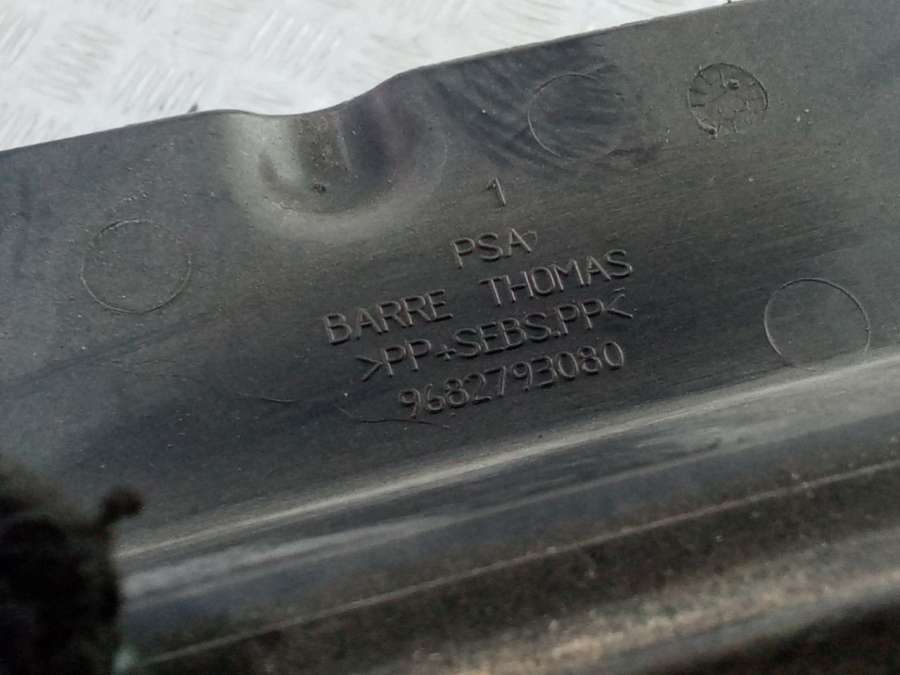 1
PSA
BARRE THOMAS
>PP+SEBS.PP<
9682793080